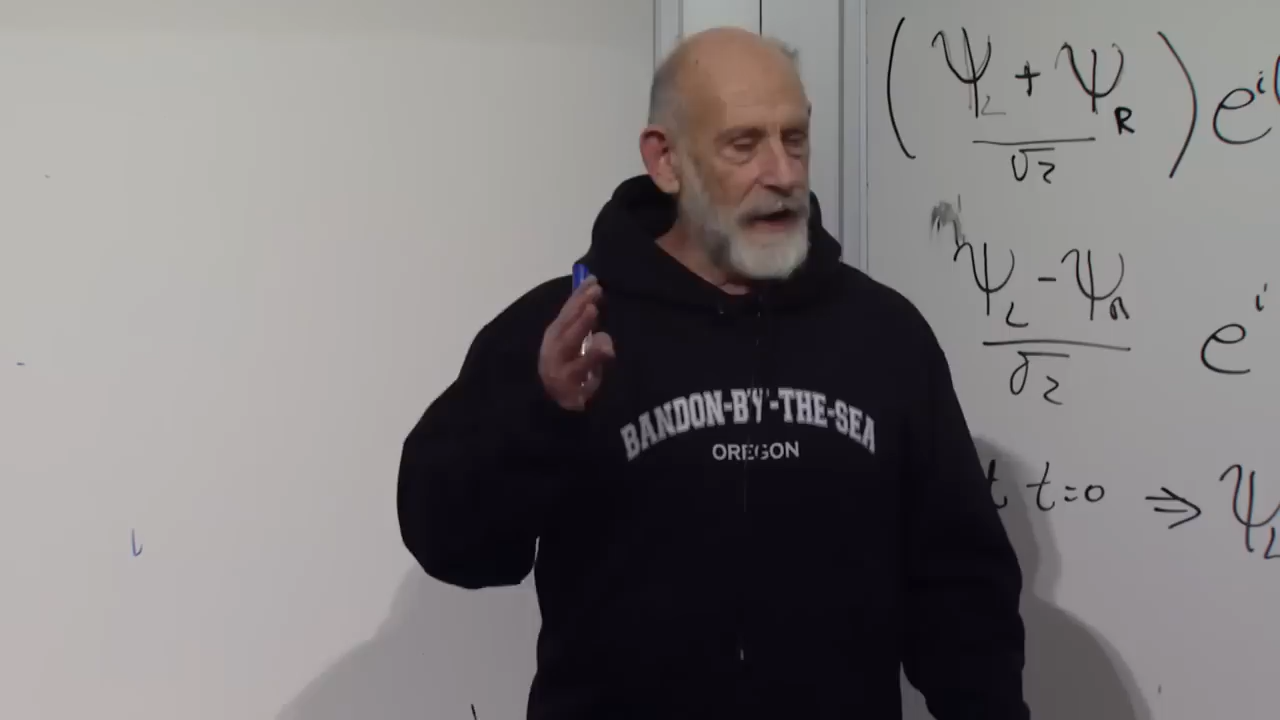 BANDON-BY-THE-SEA
OREGON
(ψ_L + ψ_R / √2) e^i(
ψ_L - ψ_R / √2 e^i
t t=0 ⇒ ψ_L